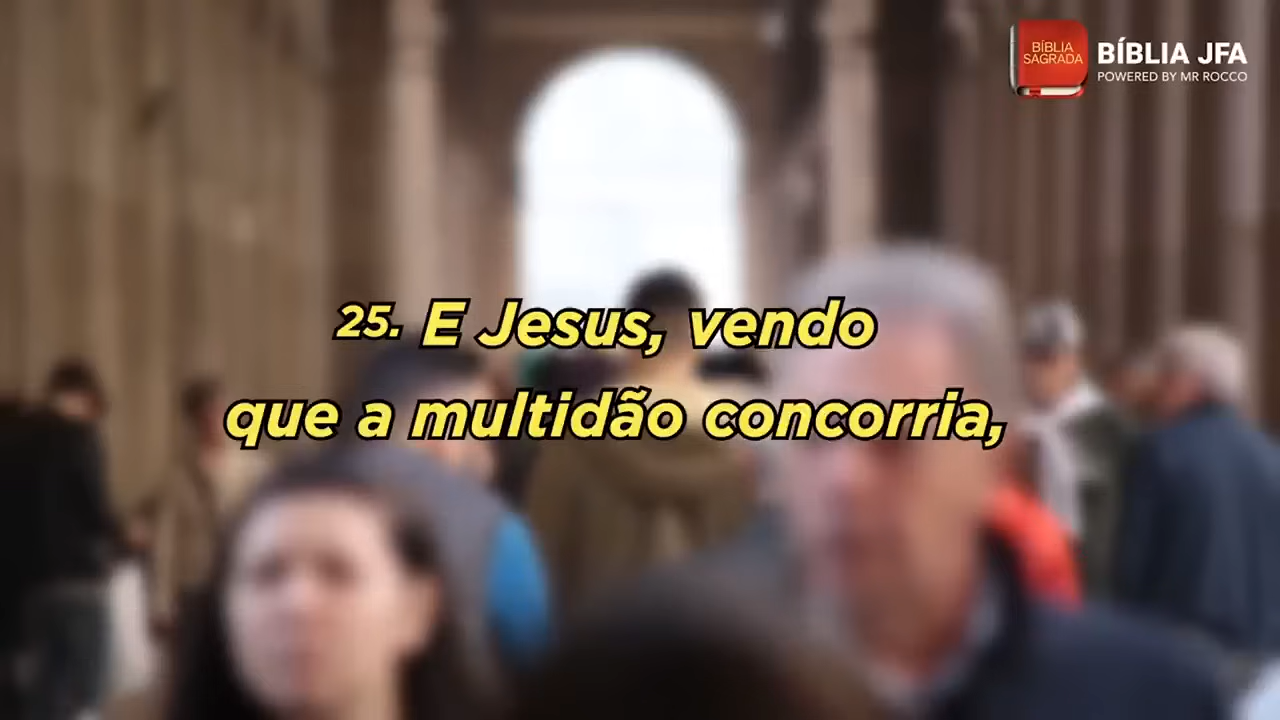 BÍBLIA
SAGRADA
BÍBLIA JFA
POWERED BY MR ROCCO
25. E Jesus, vendo
que a multidão concorria,